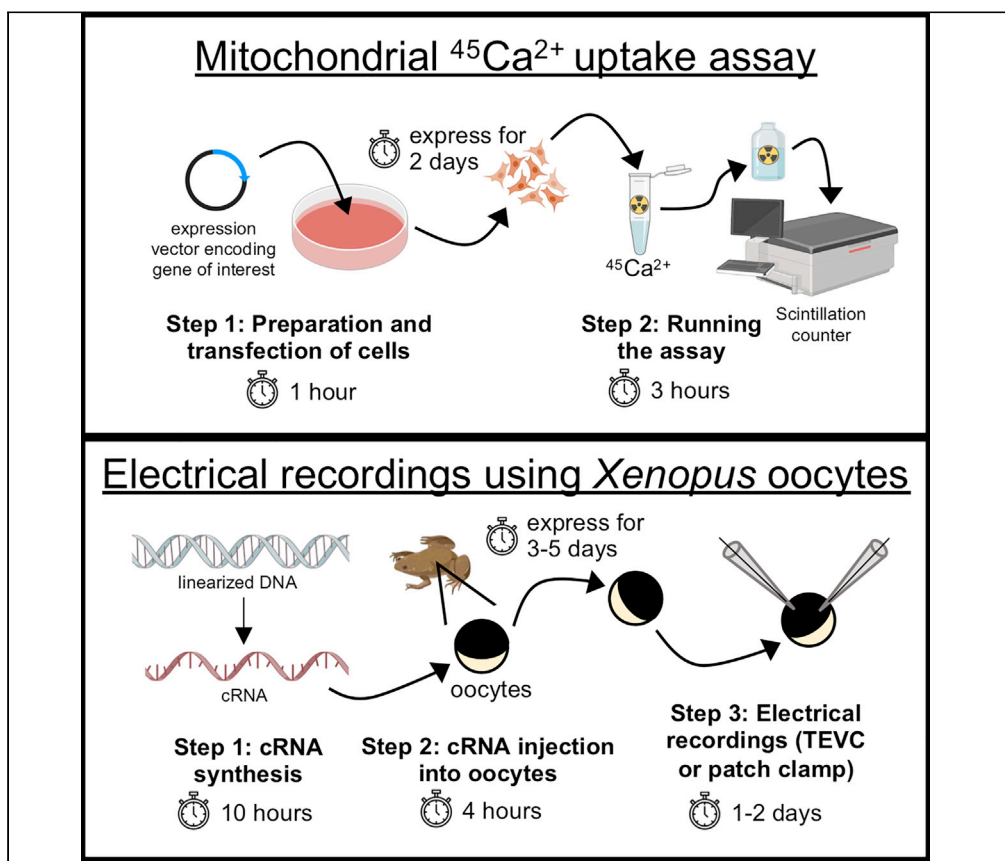 Mitochondrial ⁴⁵Ca²⁺ uptake assay
express for
2 days
expression
vector encoding
gene of interest
⁴⁵Ca²⁺
Scintillation
counter
Step 1: Preparation and
transfection of cells
1 hour
Step 2: Running
the assay
3 hours
Electrical recordings using Xenopus oocytes
linearized DNA
cRNA
express for
3-5 days
oocytes
Step 1: cRNA
synthesis
10 hours
Step 2: cRNA injection
into oocytes
4 hours
Step 3: Electrical
recordings (TEVC
or patch clamp)
1-2 days